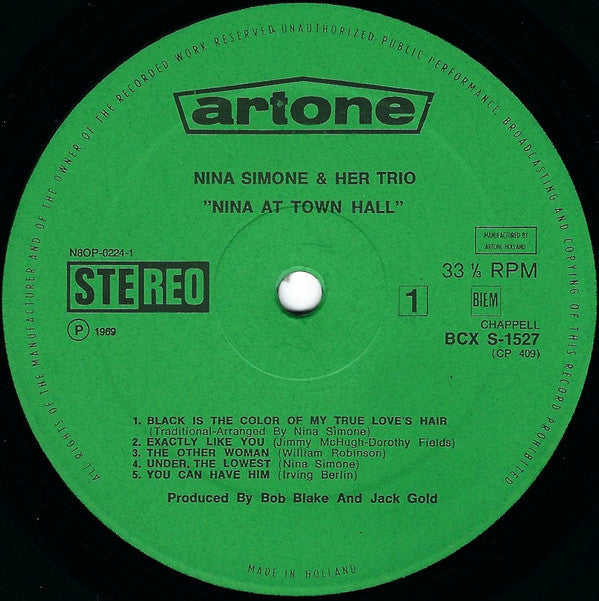 ALL RIGHTS OF THE MANUFACTURER AND OF THE OWNER OF THE RECORDED WORK RESERVED. UNAUTHORIZED PUBLIC PERFORMANCE, BROADCASTING AND COPYING OF THIS RECORD PROHIBITED
artone
NINA SIMONE & HER TRIO
"NINA AT TOWN HALL"
N8OP-0224-1
STEREO
P 1969
MANUFACTURED BY
ARTONE HOLLAND
33 ⅓ RPM
1
BIEM
CHAPPELL
BCX S-1527
(CP 409)
1. BLACK IS THE COLOR OF MY TRUE LOVE'S HAIR
(Traditional-Arranged By Nina Simone)
2. EXACTLY LIKE YOU (Jimmy McHugh-Dorothy Fields)
3. THE OTHER WOMAN (William Robinson)
4. UNDER THE LOWEST (Nina Simone)
5. YOU CAN HAVE HIM (Irving Berlin)
Produced By Bob Blake And Jack Gold
MADE IN HOLLAND